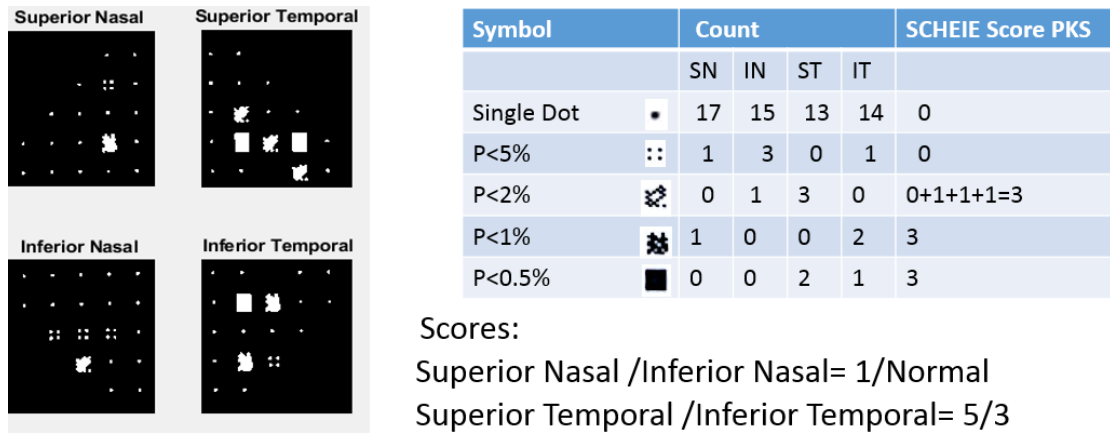 Superior Nasal
Superior Temporal
Inferior Nasal
Inferior Temporal
Symbol Count SCHEIE Score PKS
SN IN ST IT
Single Dot 17 15 13 14 0
P<5% 1 3 0 1 0
P<2% 0 1 3 0 0+1+1+1=3
P<1% 1 0 0 2 3
P<0.5% 0 0 2 1 3
Scores:
Superior Nasal /Inferior Nasal= 1/Normal
Superior Temporal /Inferior Temporal= 5/3